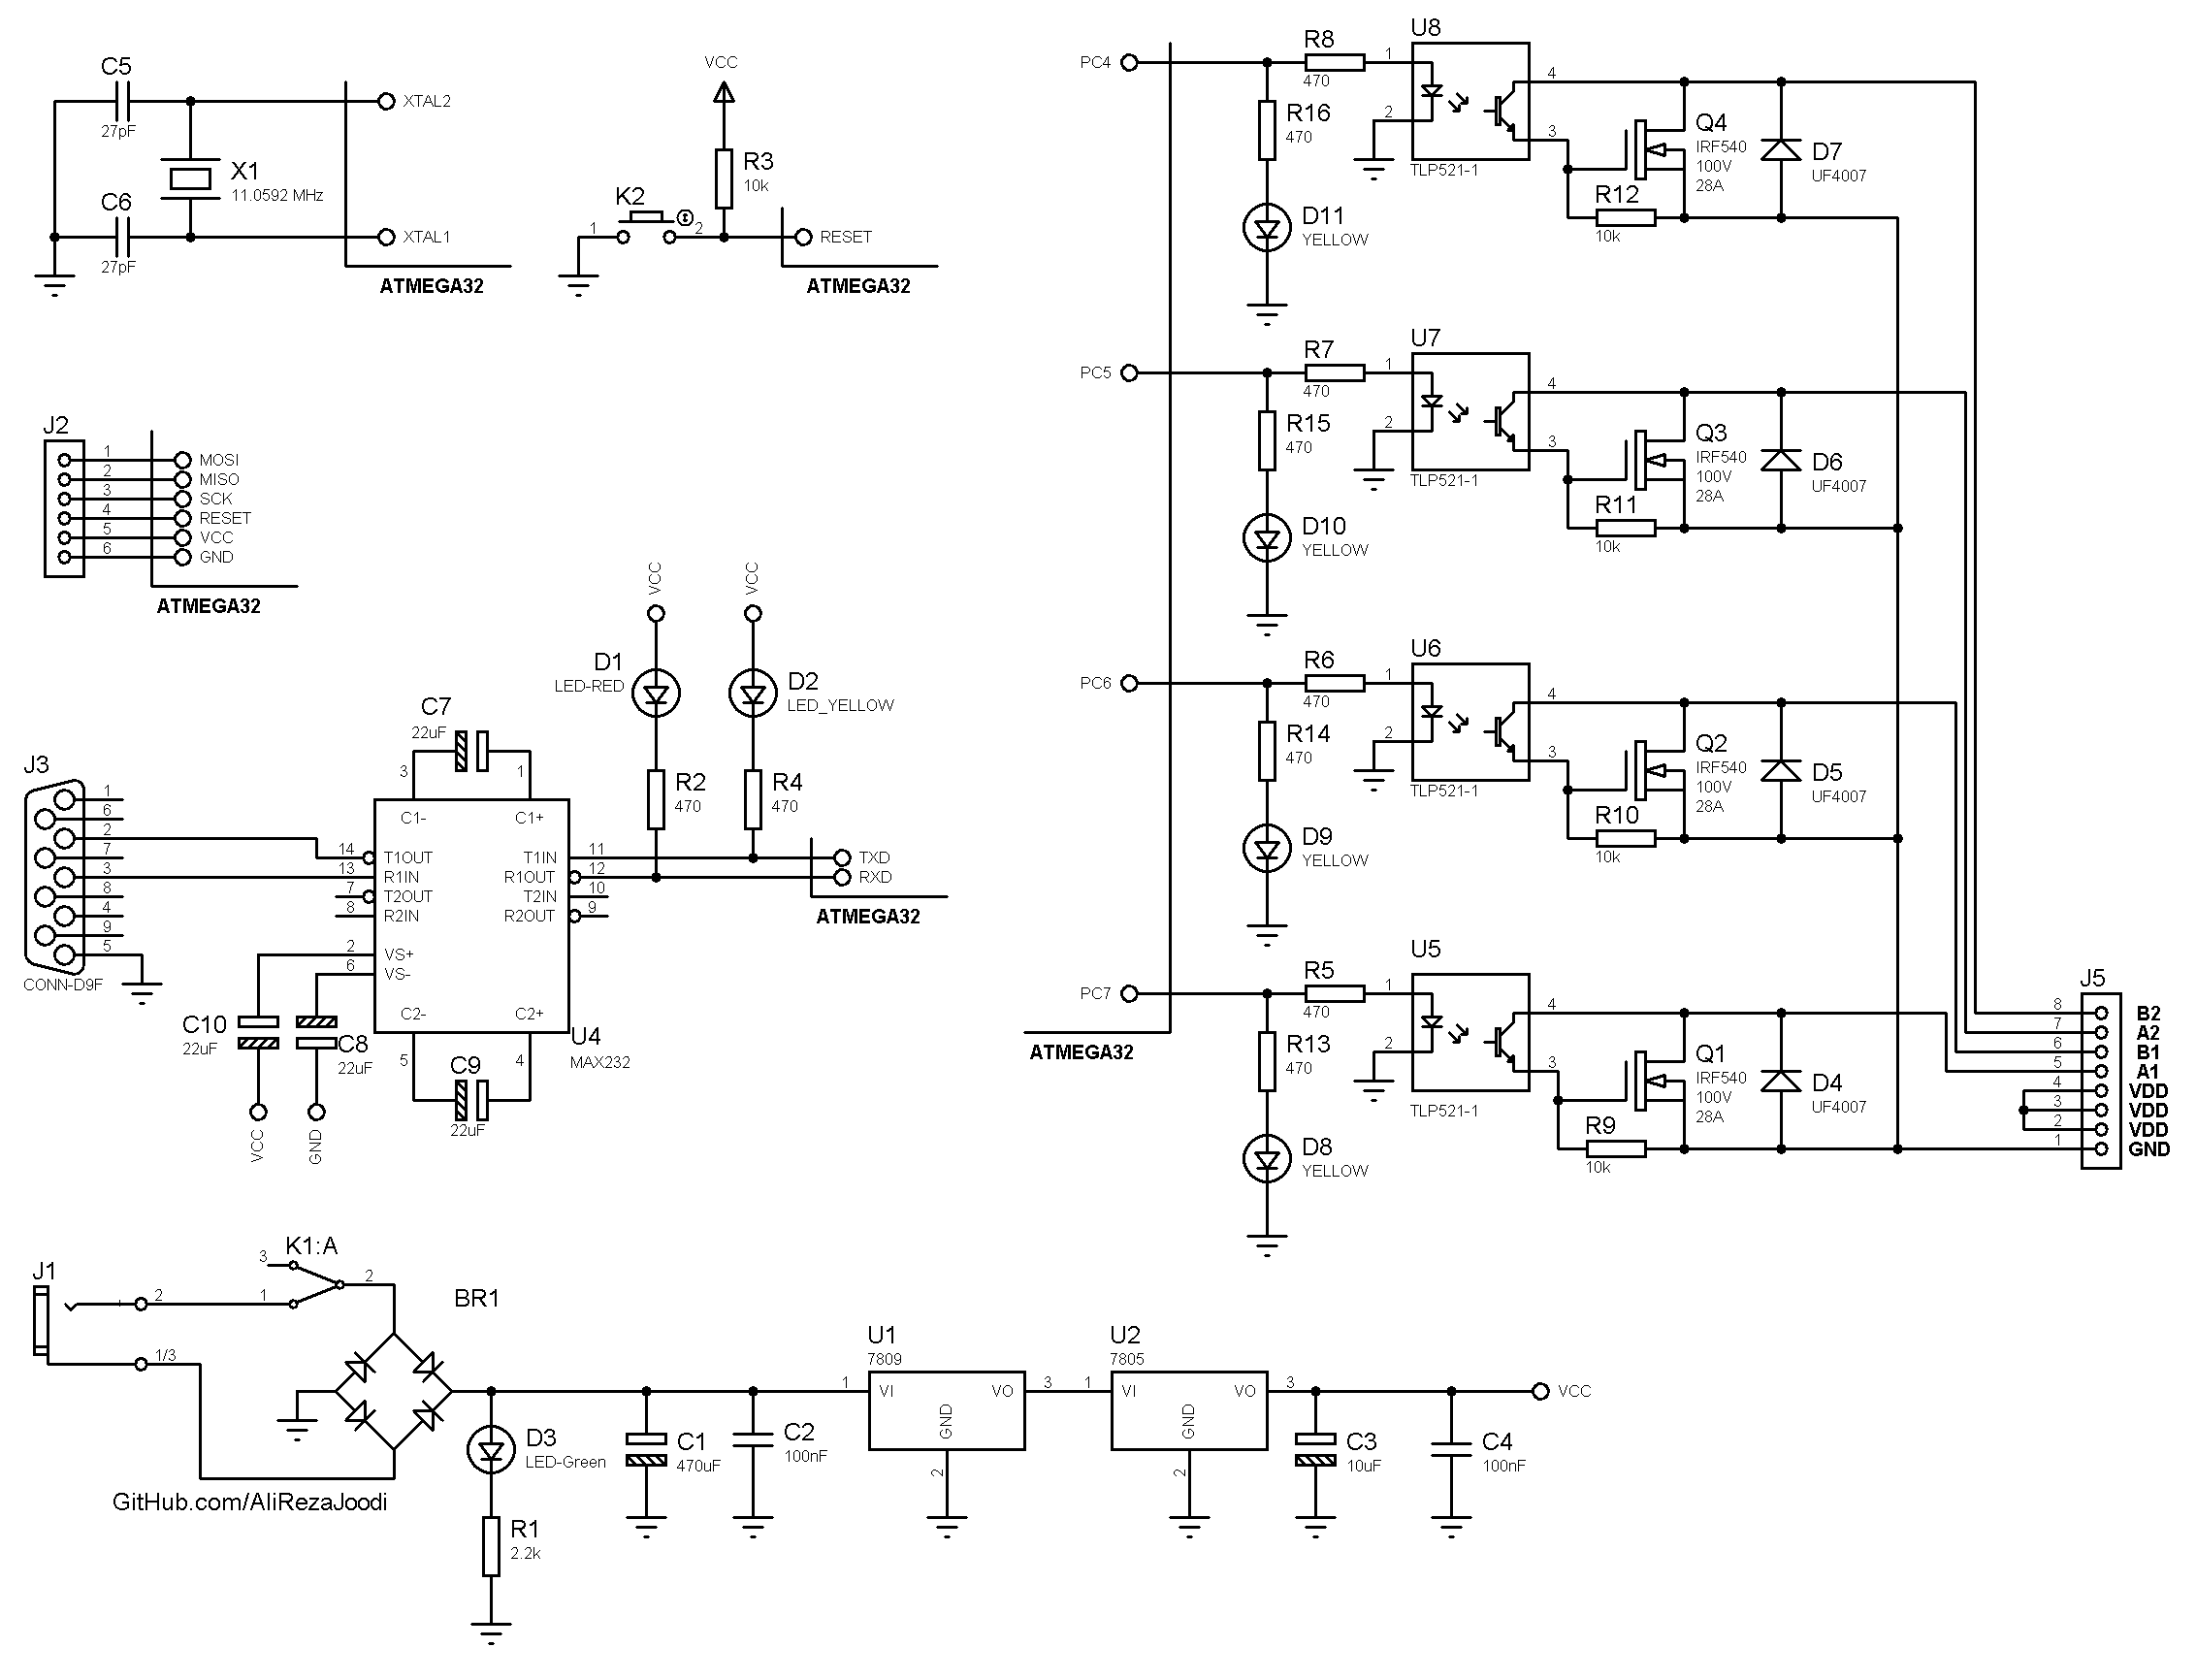 C5
27pF
XTAL2
X1
11.0592 MHz
C6
27pF
XTAL1
ATMEGA32
VCC
R3
10k
K2
1
2
RESET
ATMEGA32
J2
1
MOSI
2
MISO
3
SCK
4
RESET
5
VCC
6
GND
ATMEGA32
VCC
VCC
D1
LED-RED
D2
LED_YELLOW
R2
470
R4
470
C7
22uF
3
1
J3
1
6
2
7
3
8
4
9
5
CONN-D9F
C1-
C1+
14
T1OUT
T1IN
11
TXD
13
R1IN
R1OUT
12
RXD
7
T2OUT
T2IN
10
8
R2IN
R2OUT
9
ATMEGA32
2
VS+
6
VS-
C2-
C2+
U4
MAX232
C10
22uF
C8
22uF
5
4
C9
22uF
VCC
GND
PC4
R8
470
1
2
U8
TLP521-1
4
3
R16
470
D11
YELLOW
Q4
IRF540
100V
28A
R12
10k
D7
UF4007
PC5
R7
470
1
2
U7
TLP521-1
4
3
R15
470
D10
YELLOW
Q3
IRF540
100V
28A
R11
10k
D6
UF4007
PC6
R6
470
1
2
U6
TLP521-1
4
3
R14
470
D9
YELLOW
Q2
IRF540
100V
28A
R10
10k
D5
UF4007
PC7
R5
470
1
2
U5
TLP521-1
4
3
R13
470
D8
YELLOW
Q1
IRF540
100V
28A
R9
10k
D4
UF4007
ATMEGA32
J5
8
B2
7
A2
6
B1
5
A1
4
VDD
3
VDD
2
VDD
1
GND
J1
2
1/3
K1:A
3
1
2
BR1
D3
LED-Green
R1
2.2k
C1
470uF
C2
100nF
U1
7809
1
VI
VO
3
GND
2
U2
7805
1
VI
VO
3
GND
2
C3
10uF
C4
100nF
VCC
GitHub.com/AliRezaJoodi